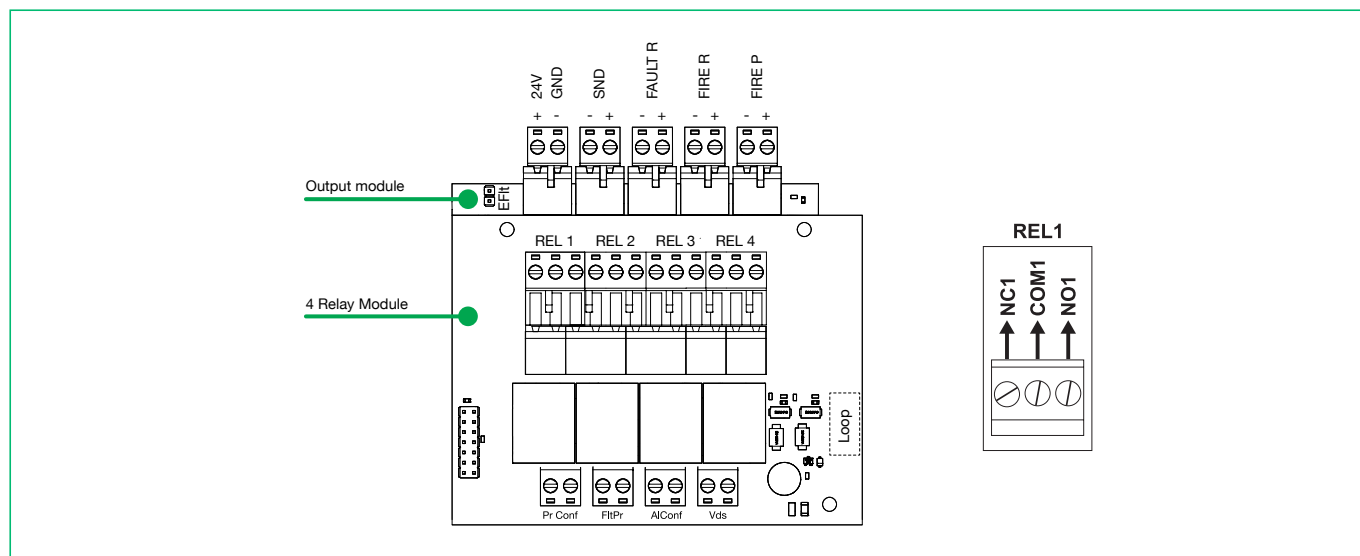 24V
GND
SND
FAULT R
FIRE R
FIRE P
+ - - + - + - + - +
Output module
EFlt
REL 1 REL 2 REL 3 REL 4
4 Relay Module
Loop
Pr Conf FltPr AlConf Vds
REL1
NC1
COM1
NO1